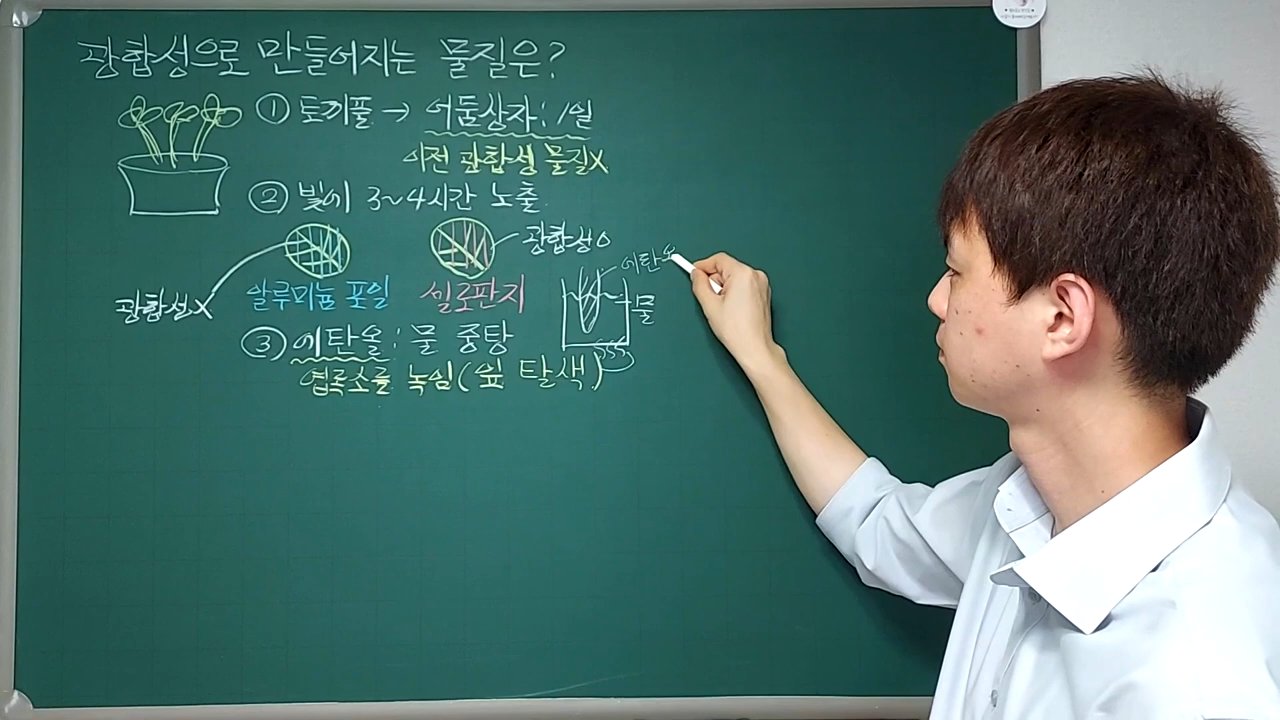 광합성으로 만들어지는 물질은?
① 토끼풀 → 어둠상자: 1일
이전 광합성 물질X
② 빛에 3~4시간 노출
광합성O
광합성X
알루미늄 포일
셀로판지
에탄
물
③ 에탄올: 물 중탕
엽록소를 녹임(잎 탈색)